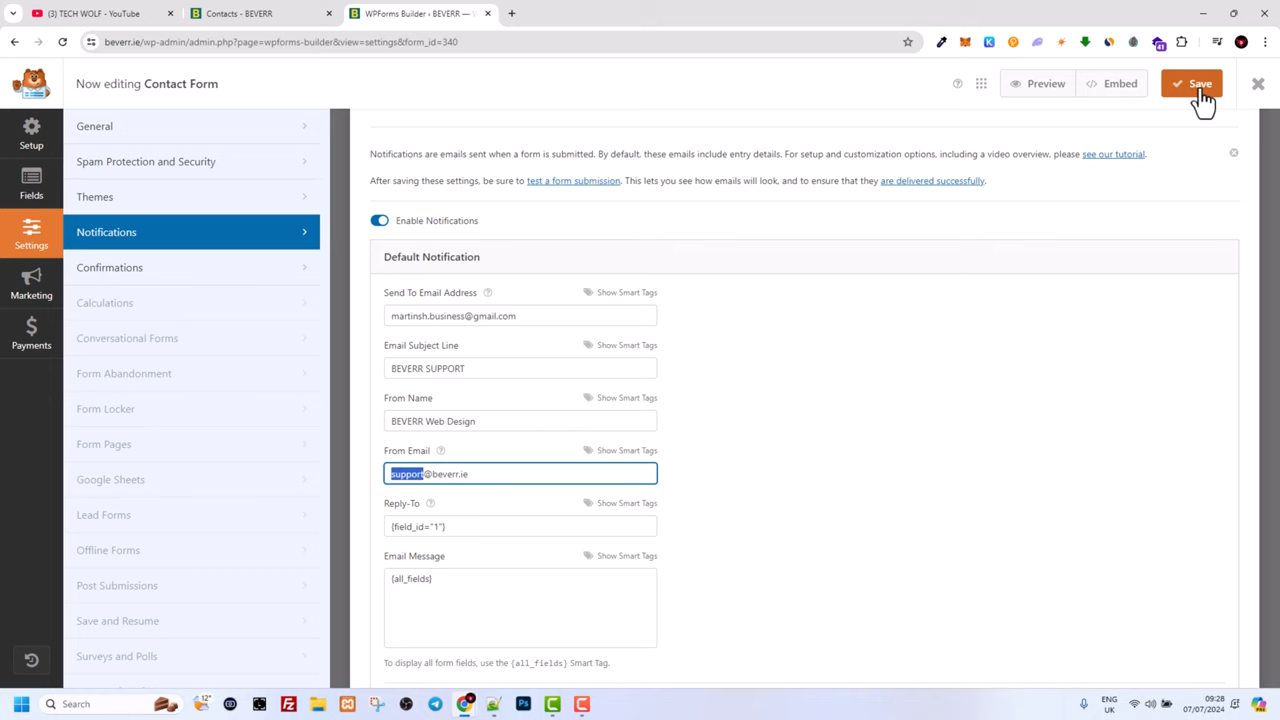 (3) TECH WOLF - YouTube
Contacts - BEVERR
WPForms Builder ‹ BEVERR —
beverr.ie/wp-admin/admin.php?page=wpforms-builder&view=settings&form_id=340
41
Now editing Contact Form
Preview
Embed
Save
Setup
Fields
Settings
Marketing
Payments
General
Spam Protection and Security
Themes
Notifications
Confirmations
Calculations
Conversational Forms
Form Abandonment
Form Locker
Form Pages
Google Sheets
Lead Forms
Offline Forms
Post Submissions
Save and Resume
Surveys and Polls
Notifications are emails sent when a form is submitted. By default, these emails include entry details. For setup and customization options, including a video overview, please see our tutorial.
After saving these settings, be sure to test a form submission. This lets you see how emails will look, and to ensure that they are delivered successfully.
Enable Notifications
Default Notification
Send To Email Address
Show Smart Tags
martinsh.business@gmail.com
Email Subject Line
Show Smart Tags
BEVERR SUPPORT
From Name
Show Smart Tags
BEVERR Web Design
From Email
Show Smart Tags
support@beverr.ie
Reply-To
Show Smart Tags
{field_id="1"}
Email Message
Show Smart Tags
{all_fields}
To display all form fields, use the {all_fields} Smart Tag.
Search
12°
ENG
UK
09:28
07/07/2024